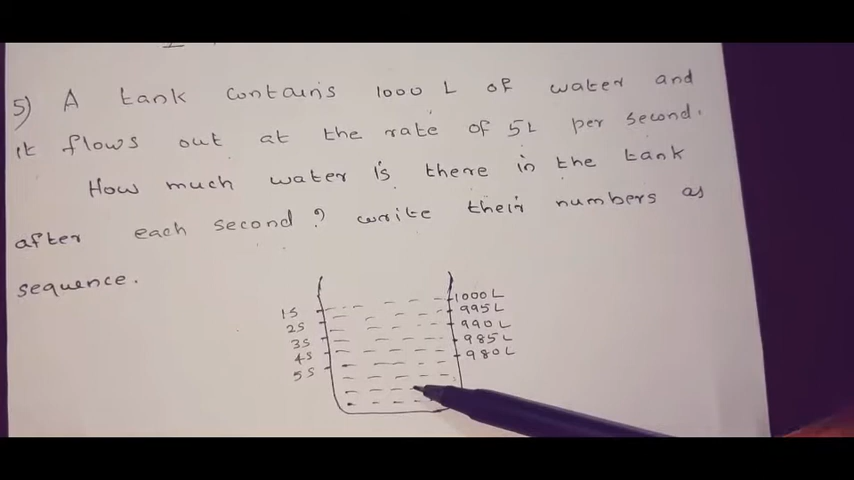 5) A tank contains 1000 L of water and
it flows out at the rate of 5L per second.
How much water is there in the tank
after each second? write their numbers as
sequence.
1000 L
1S 995 L
2S 990 L
3S 985 L
4S 980 L
5S